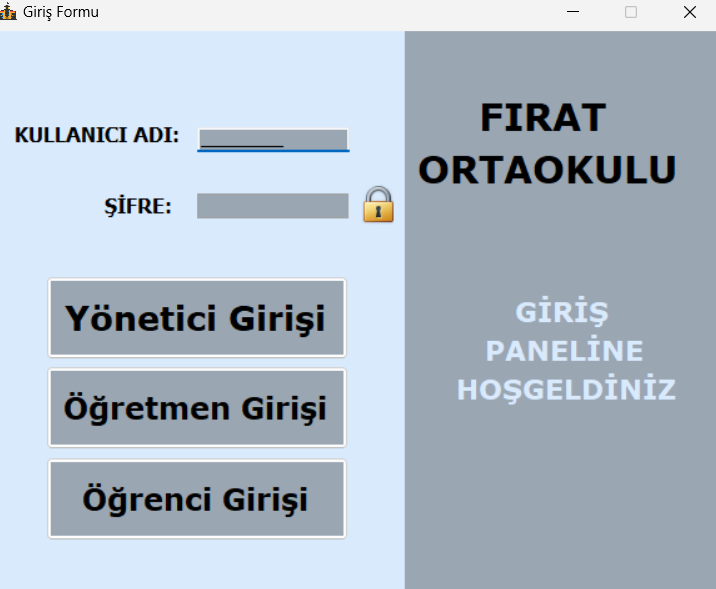 Giriş Formu
KULLANICI ADI:
ŞİFRE:
Yönetici Girişi
Öğretmen Girişi
Öğrenci Girişi
FIRAT
ORTAOKULU
GİRİŞ
PANELİNE
HOŞGELDİNİZ